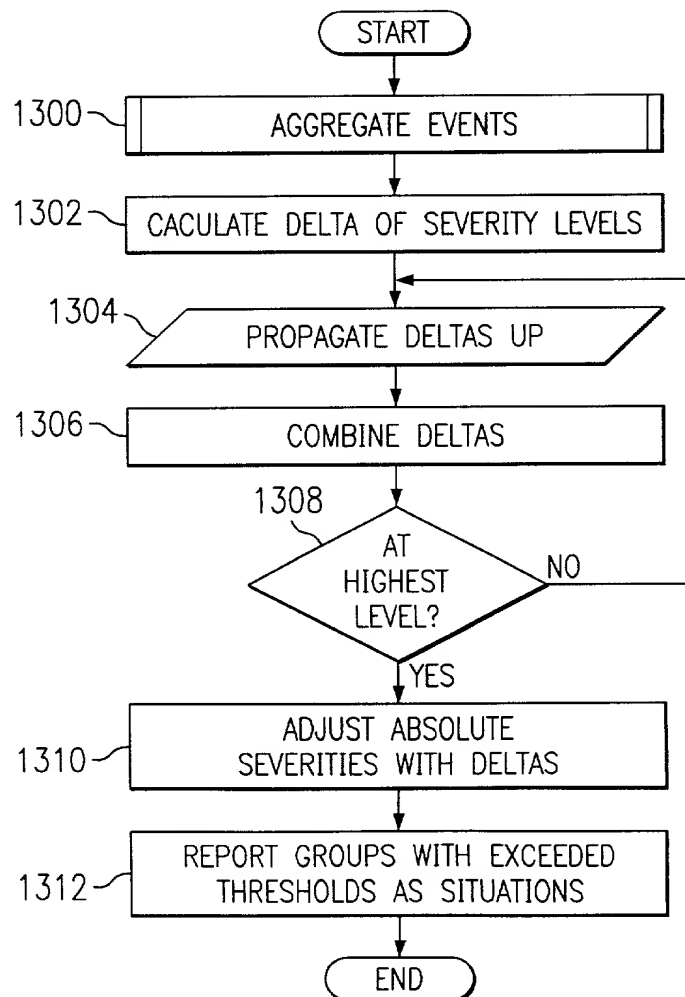 START
1300
AGGREGATE EVENTS
1302
CACULATE DELTA OF SEVERITY LEVELS
1304
PROPAGATE DELTAS UP
1306
COMBINE DELTAS
1308
AT
HIGHEST
LEVEL?
NO
YES
1310
ADJUST ABSOLUTE
SEVERITIES WITH DELTAS
1312
REPORT GROUPS WITH EXCEEDED
THRESHOLDS AS SITUATIONS
END